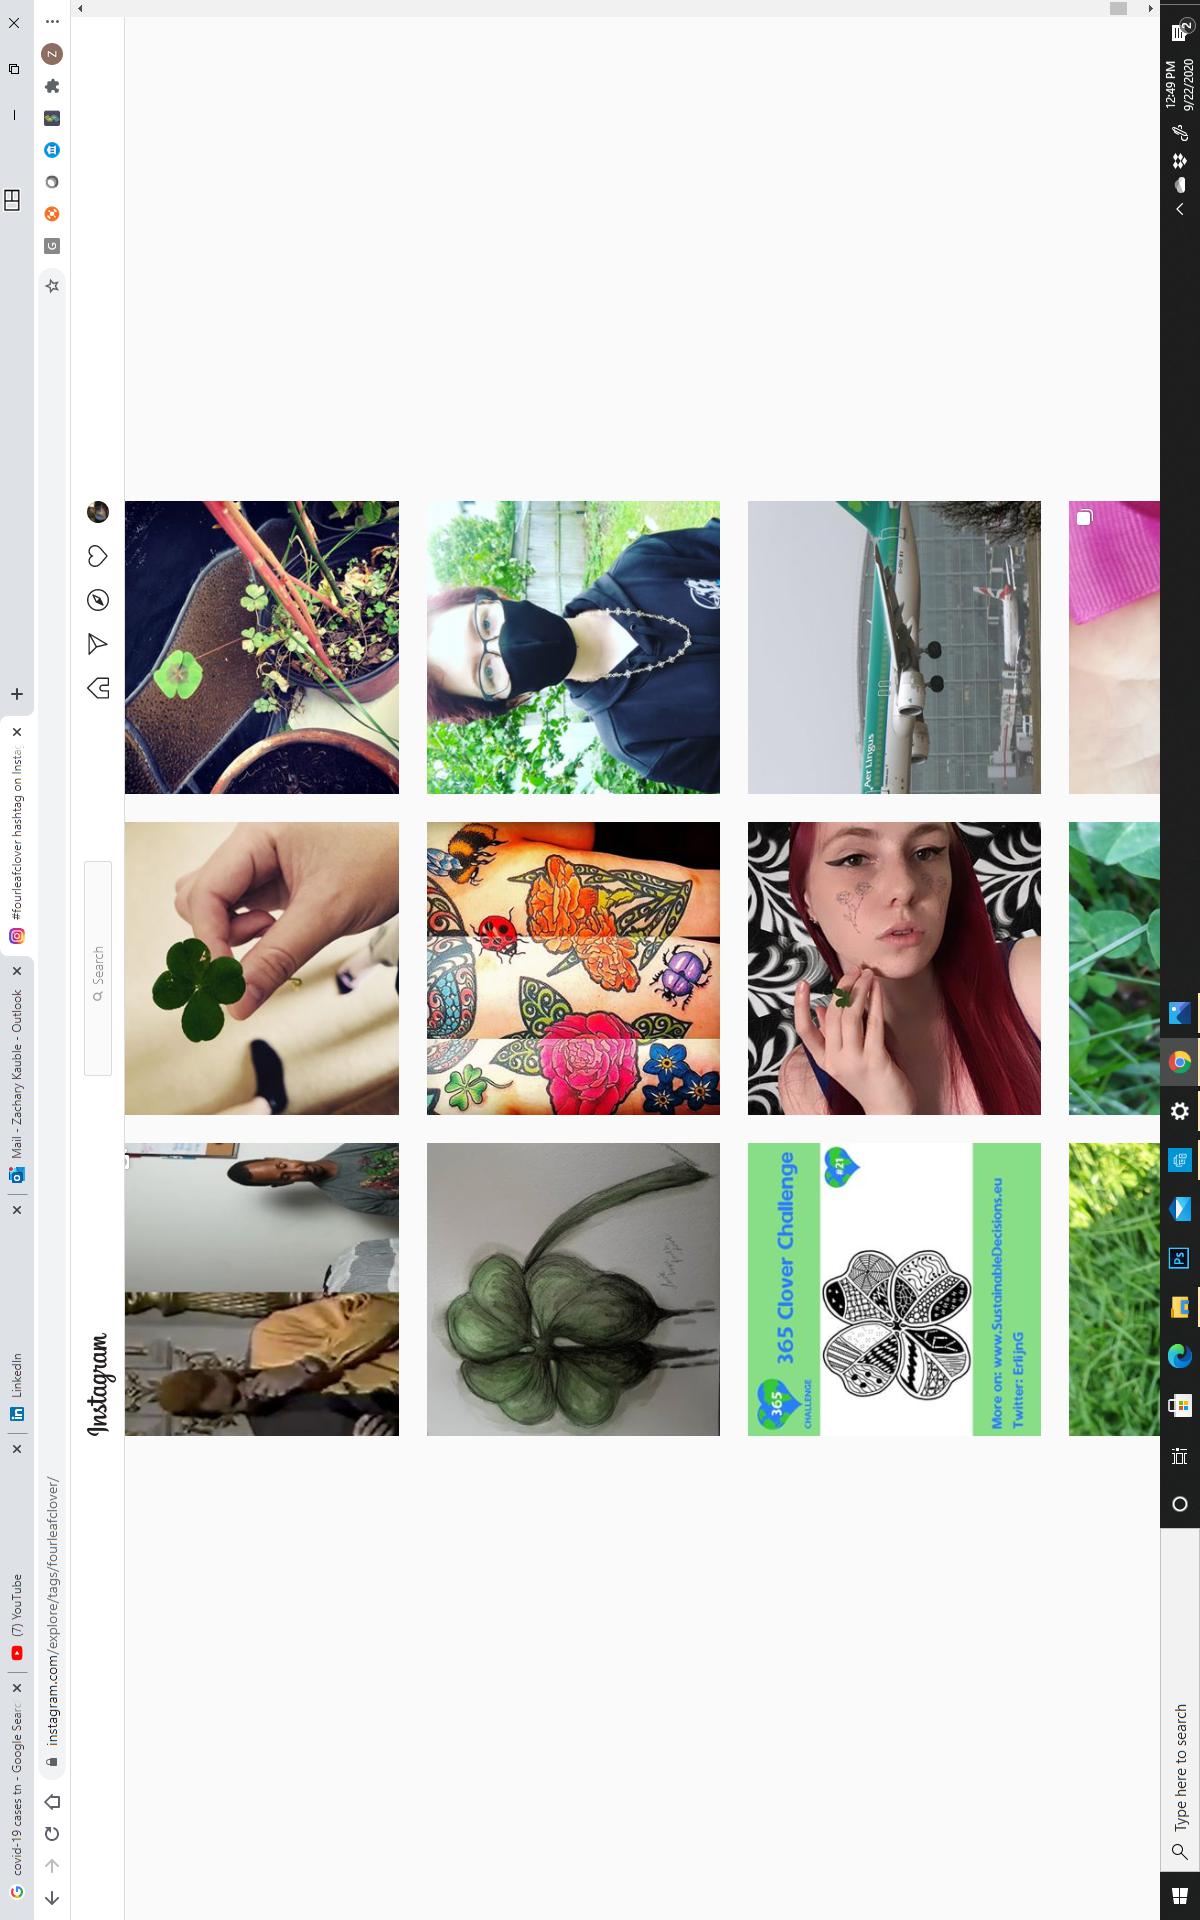 covid-19 cases tn - Google Searc
(7) YouTube
LinkedIn
Mail - Zachary Kauble - Outlook
#fourleafclover hashtag on Insta
instagram.com/explore/tags/fourleafclover/
G
Z
Instagram
Search
Aer Lingus
365
CHALLENGE
365 Clover Challenge
#21
More on: www.SustainableDecisions.eu
Twitter: ErlijnG
Type here to search
Ps
12:49 PM
9/22/2020
2